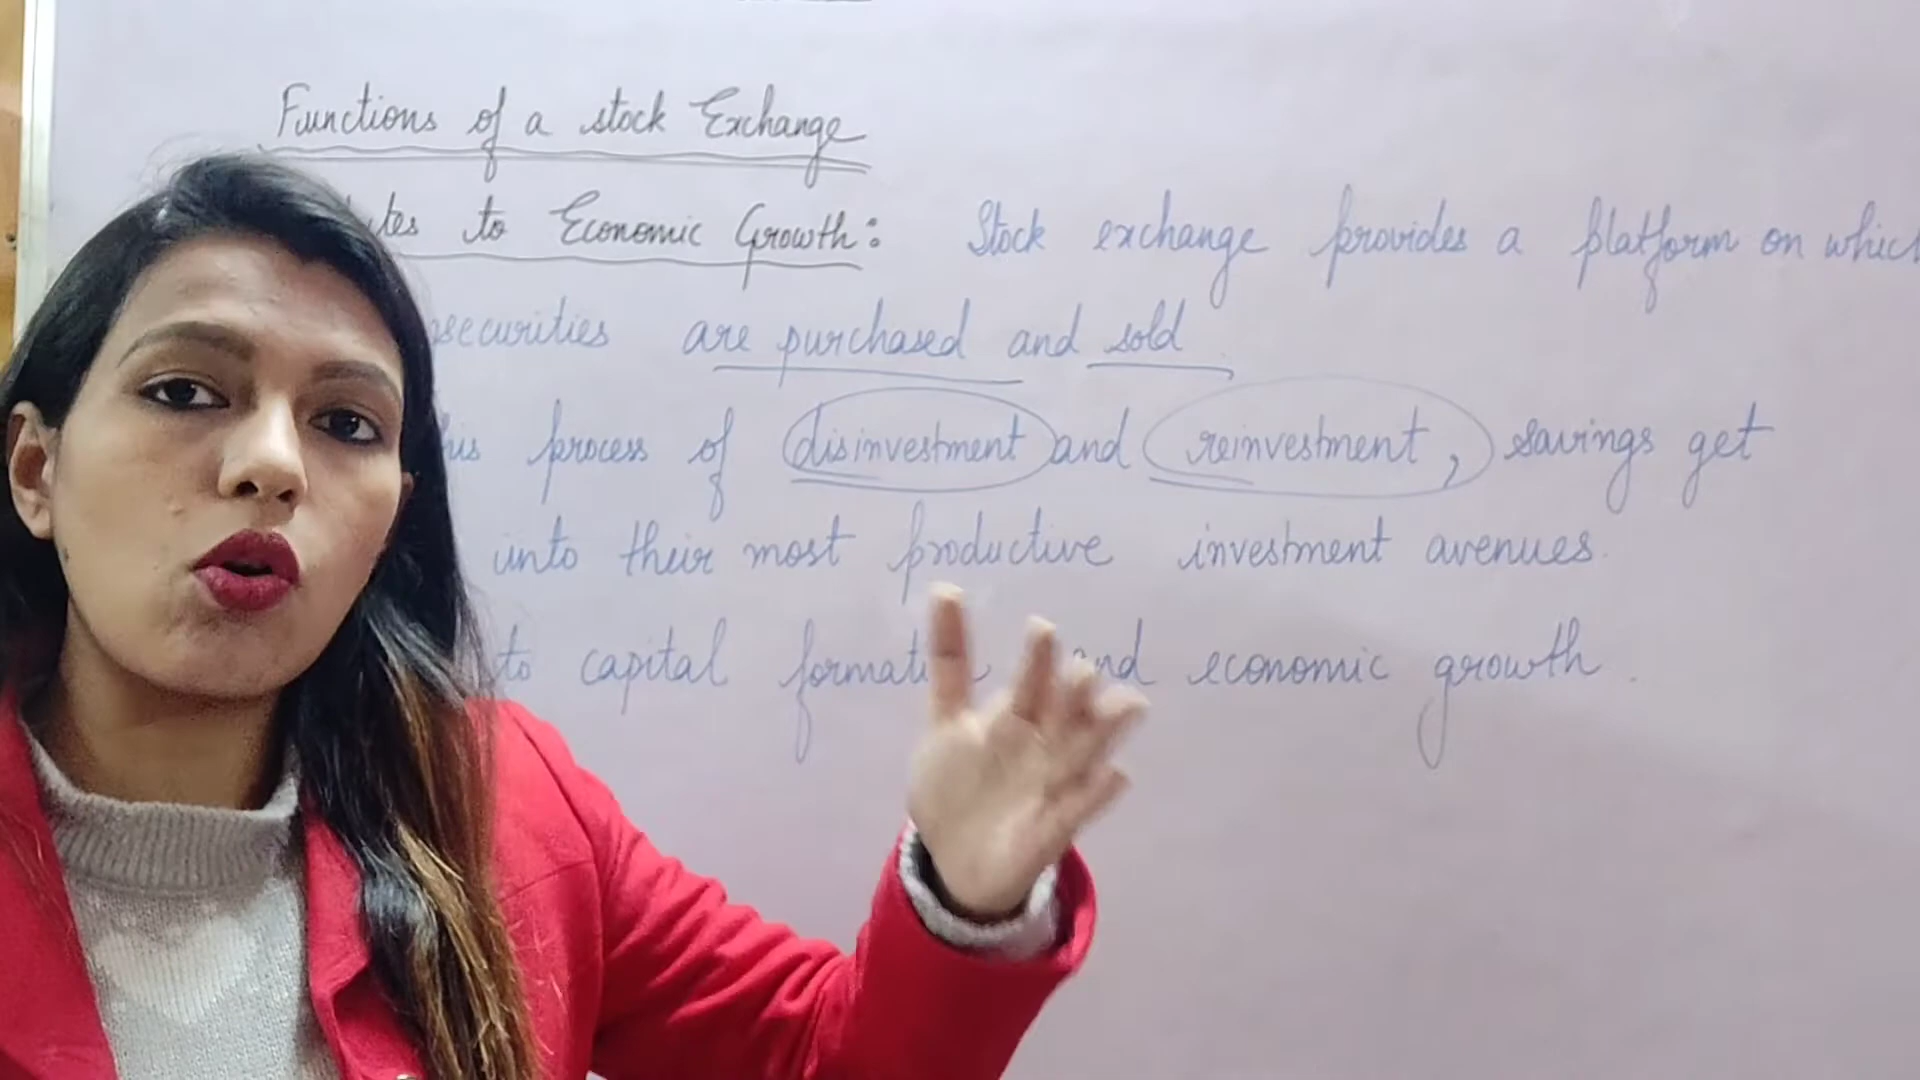 Functions of a stock Exchange
to Economic Growth: Stock exchange provides a platform on which
securities are purchased and sold
process of disinvestment and reinvestment, savings get
into their most productive investment avenues.
to capital and economic growth.